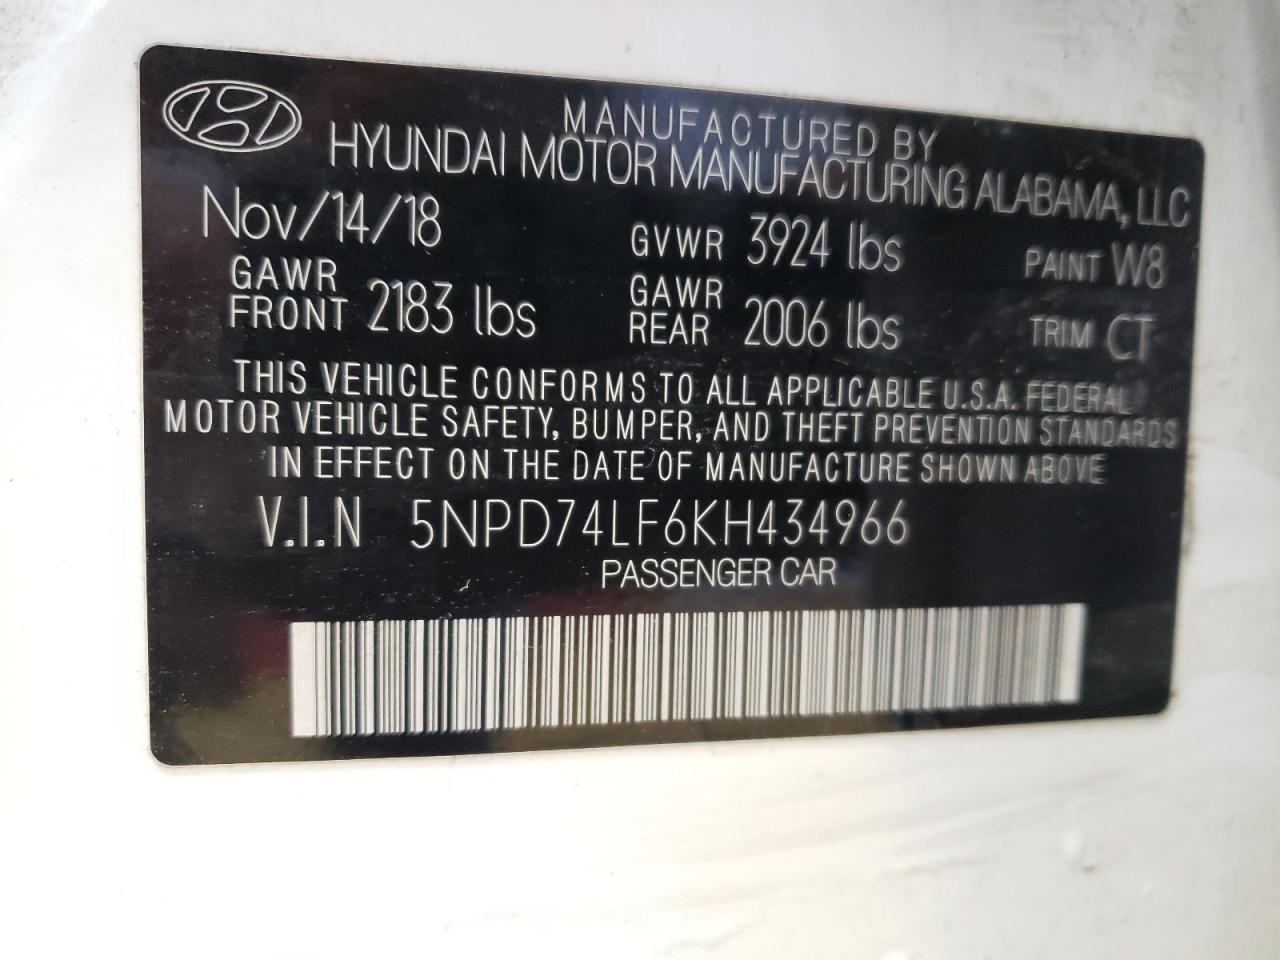 MANUFACTURED BY
HYUNDAI MOTOR MANUFACTURING ALABAMA, LLC
Nov/14/18 GVWR 3924 lbs PAINT W8
GAWR FRONT 2183 lbs GAWR REAR 2006 lbs TRIM CT
THIS VEHICLE CONFORMS TO ALL APPLICABLE U.S.A. FEDERAL
MOTOR VEHICLE SAFETY, BUMPER, AND THEFT PREVENTION STANDARDS
IN EFFECT ON THE DATE OF MANUFACTURE SHOWN ABOVE
V.I.N 5NPD74LF6KH434966
PASSENGER CAR